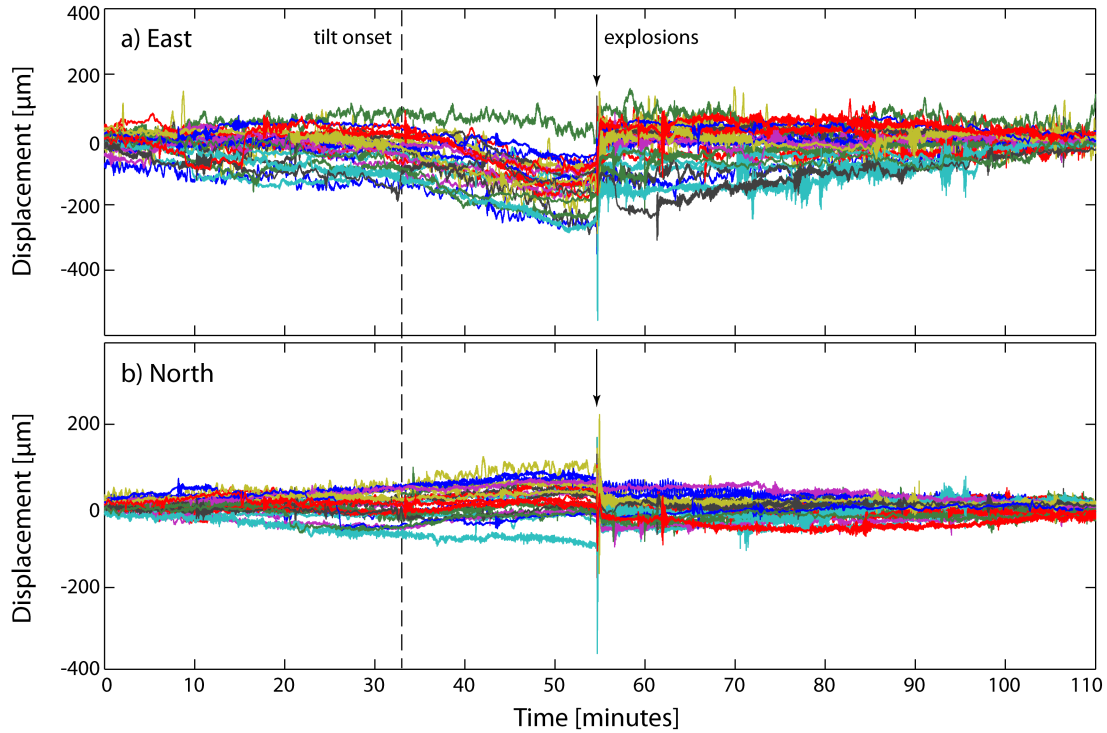 400
a) East
tilt onset
explosions
200
0
-200
-400
Displacement [µm]
b) North
200
0
-200
-400
Displacement [µm]
0 10 20 30 40 50 60 70 80 90 100 110
Time [minutes]